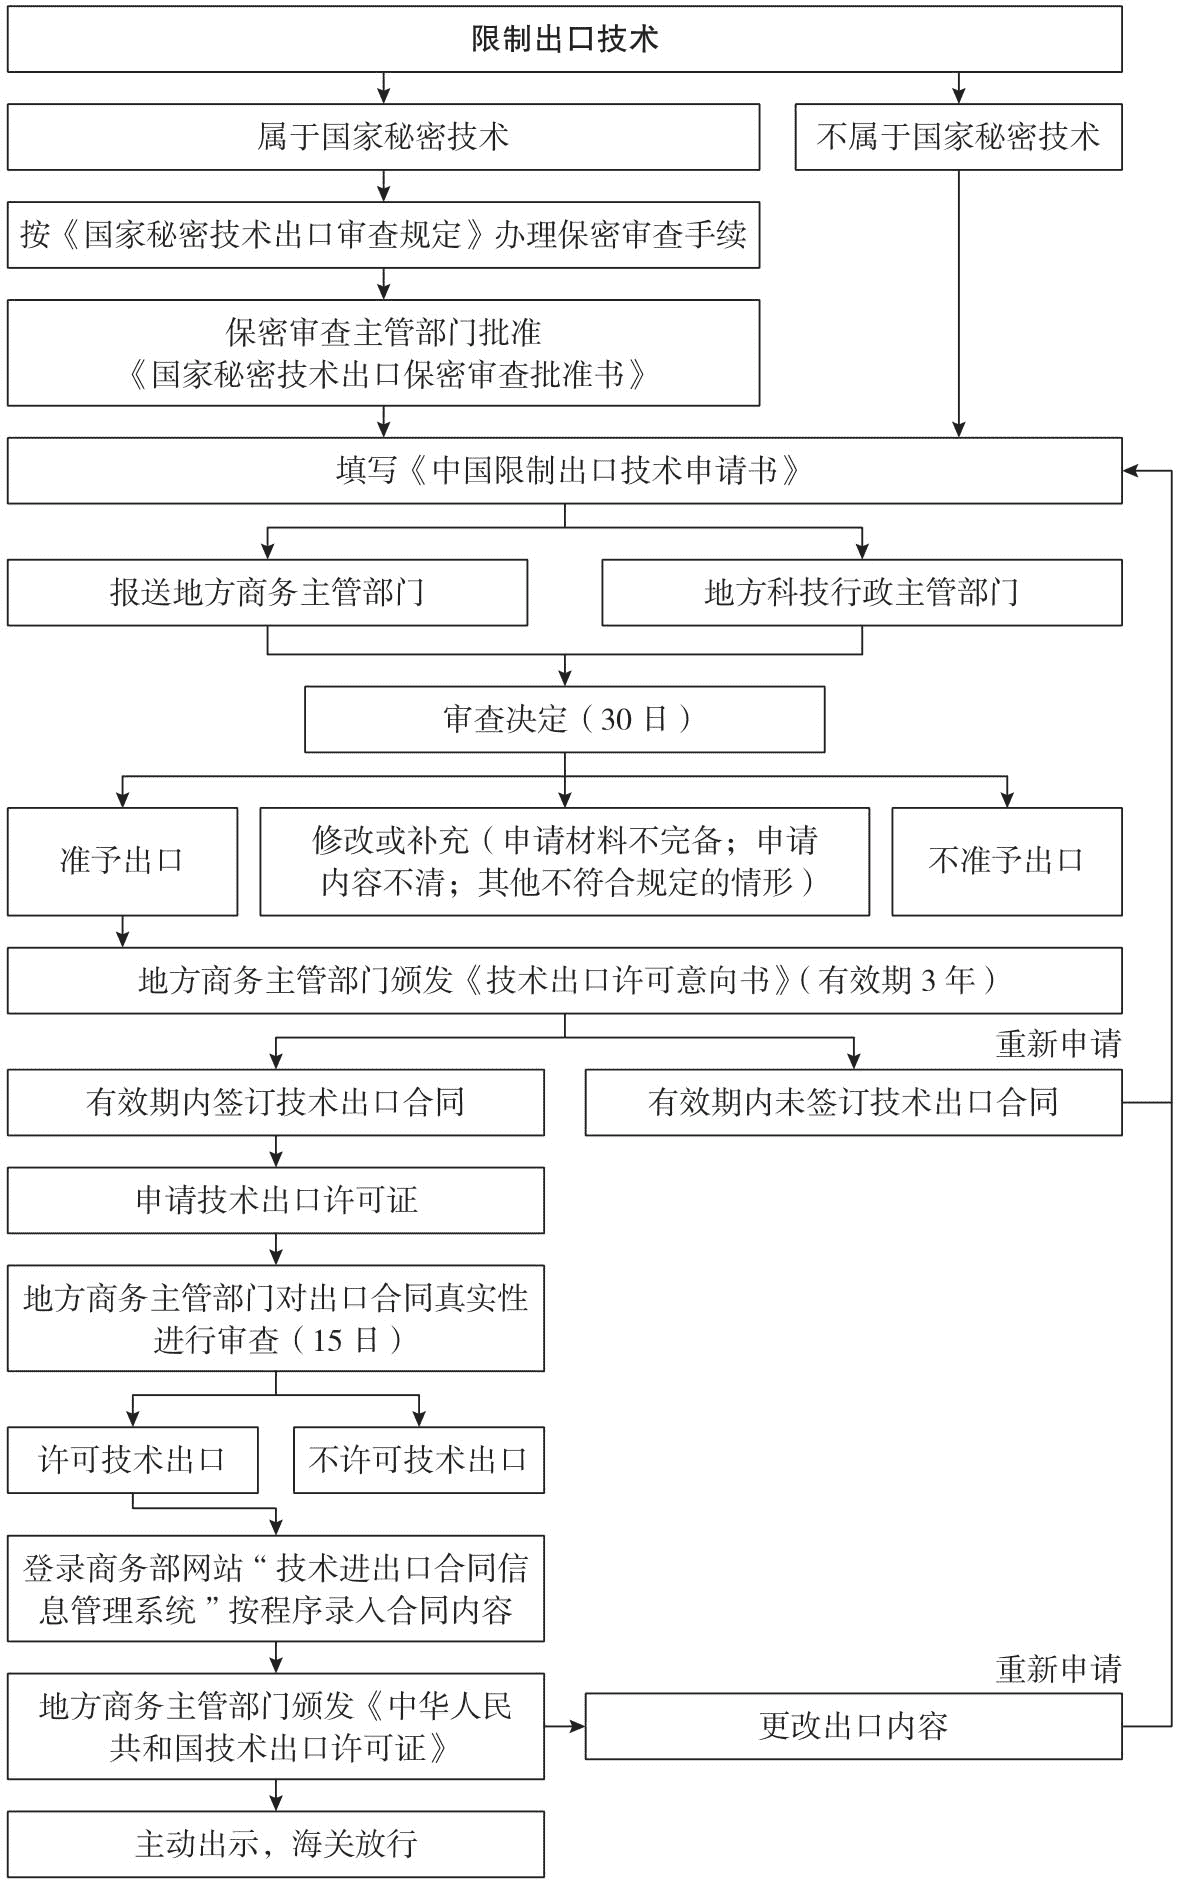 限制出口技术
属于国家秘密技术
不属于国家秘密技术
按《国家秘密技术出口审查规定》办理保密审查手续
保密审查主管部门批准
《国家秘密技术出口保密审查批准书》
填写《中国限制出口技术申请书》
报送地方商务主管部门
地方科技行政主管部门
审查决定（30日）
准予出口
修改或补充（申请材料不完备；申请
内容不清；其他不符合规定的情形）
不准予出口
地方商务主管部门颁发《技术出口许可意向书》（有效期3年）
重新申请
有效期内签订技术出口合同
有效期内未签订技术出口合同
申请技术出口许可证
地方商务主管部门对出口合同真实性
进行审查（15日）
许可技术出口
不许可技术出口
登录商务部网站“技术进出口合同信
息管理系统”按程序录入合同内容
重新申请
地方商务主管部门颁发《中华人民
共和国技术出口许可证》
更改出口内容
主动出示，海关放行